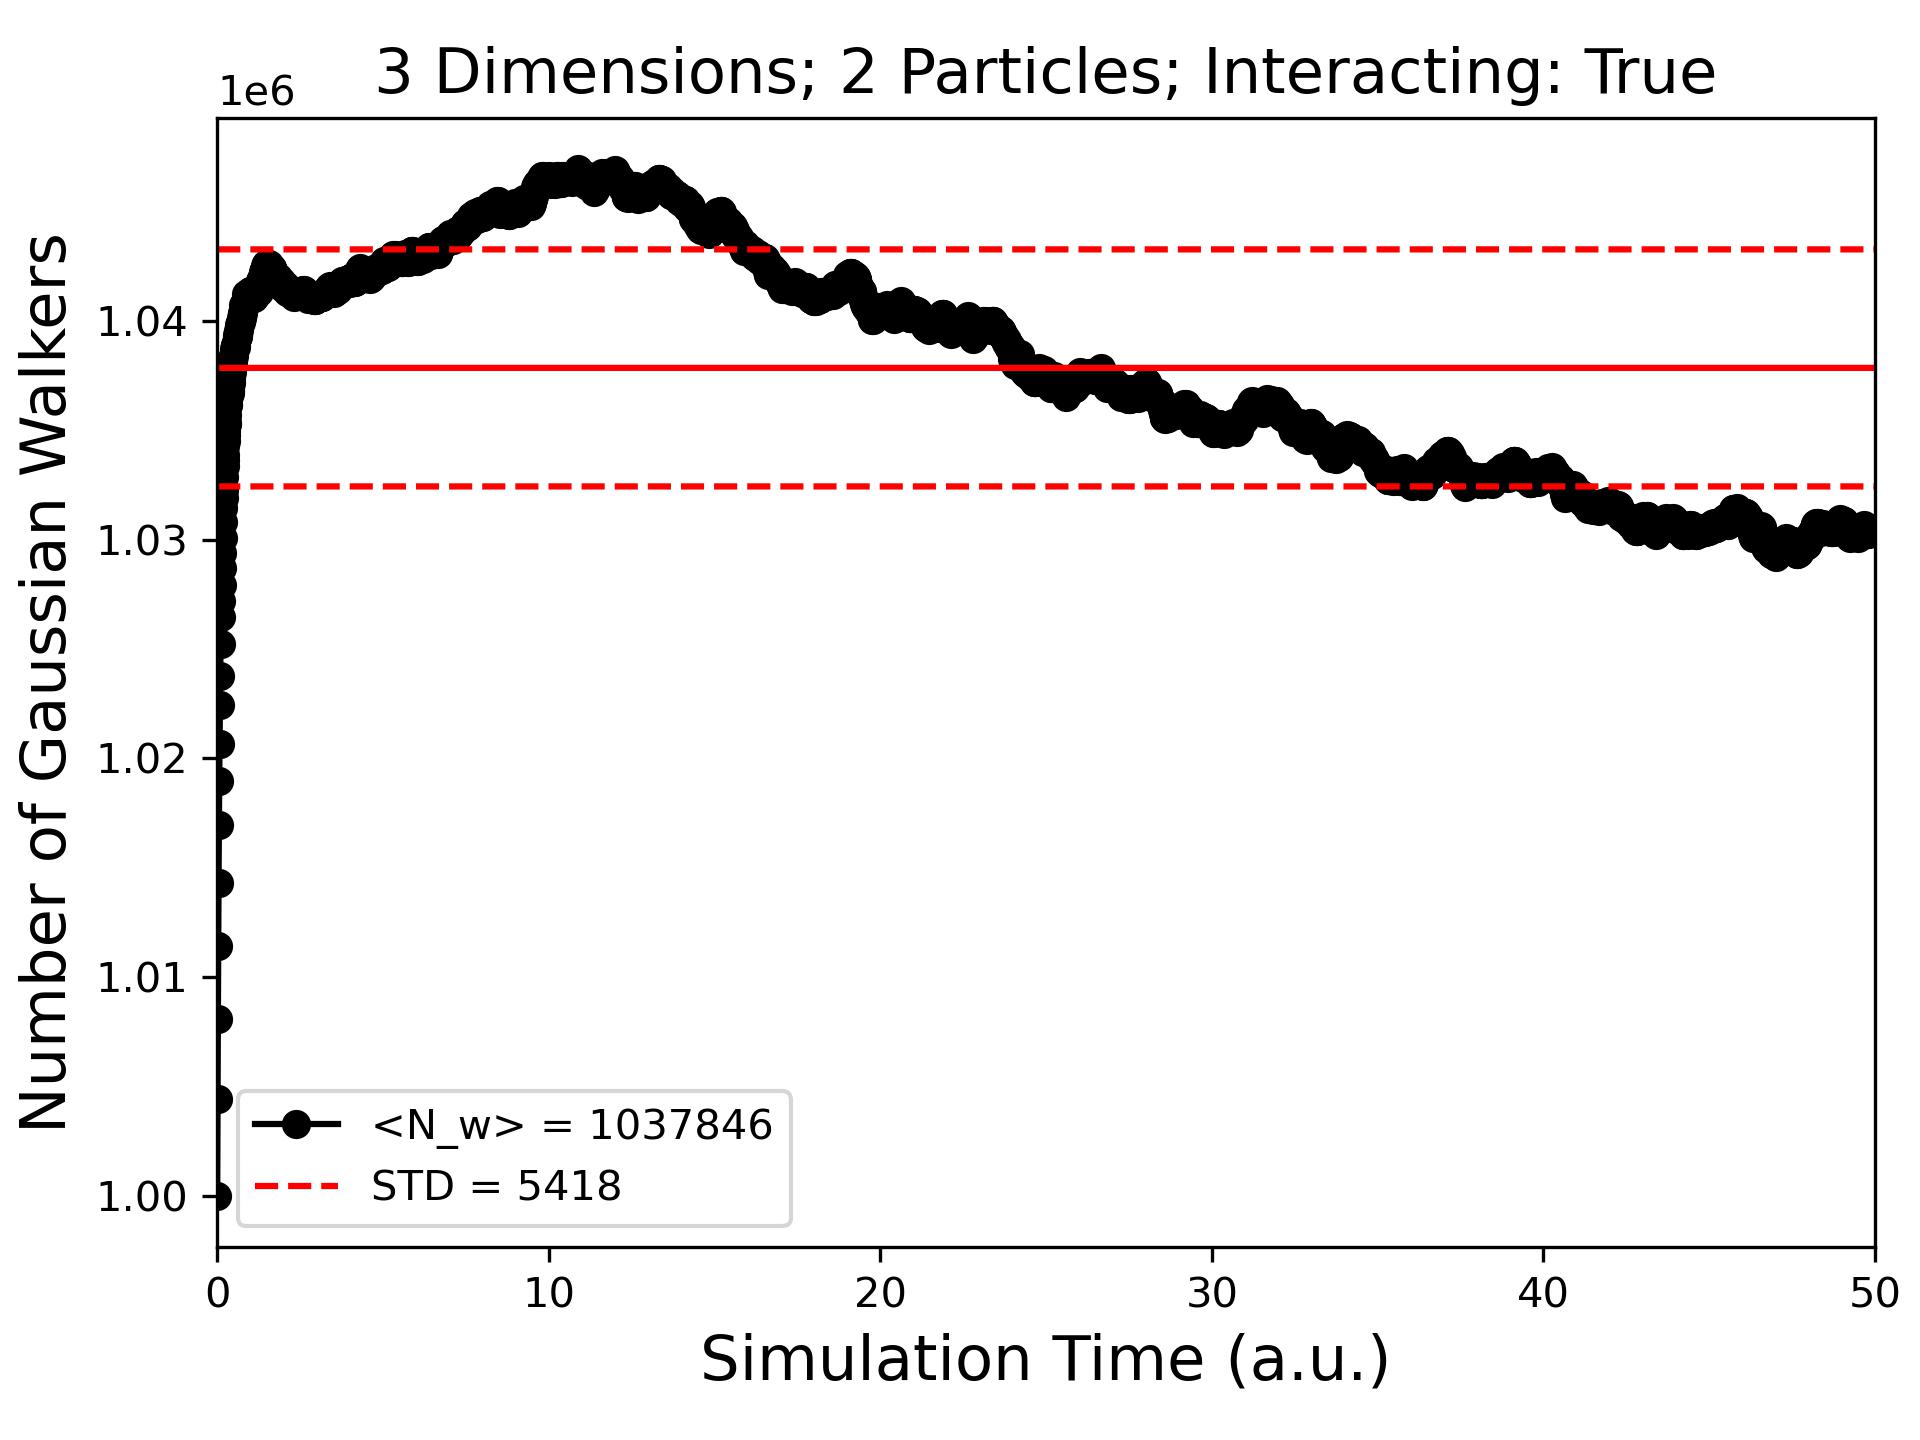 3 Dimensions; 2 Particles; Interacting: True
1e6
Number of Gaussian Walkers
1.04
1.03
1.02
1.01
1.00
<N_w> = 1037846
STD = 5418
0 10 20 30 40 50
Simulation Time (a.u.)